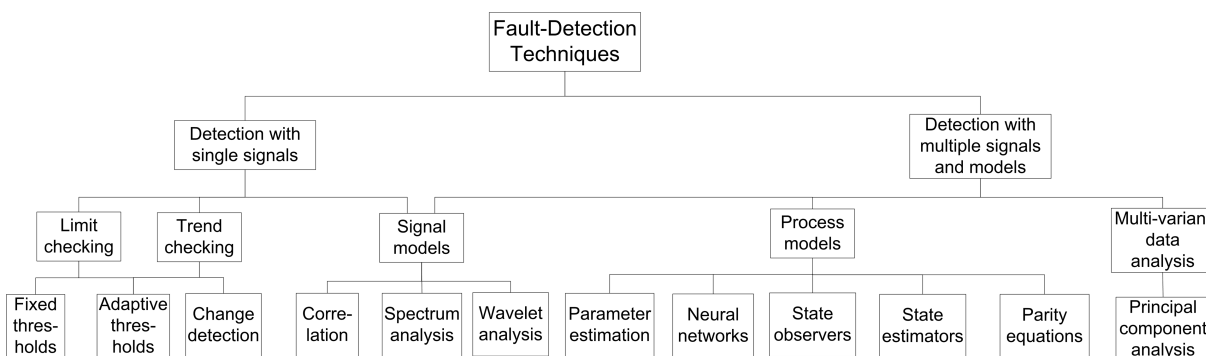 Fault-Detection
Techniques
Detection with
single signals
Detection with
multiple signals
and models
Limit
checking
Trend
checking
Signal
models
Process
models
Multi-varian
data
analysis
Fixed
thres-
holds
Adaptive
thres-
holds
Change
detection
Corre-
lation
Spectrum
analysis
Wavelet
analysis
Parameter
estimation
Neural
networks
State
observers
State
estimators
Parity
equations
Principal
component
analysis